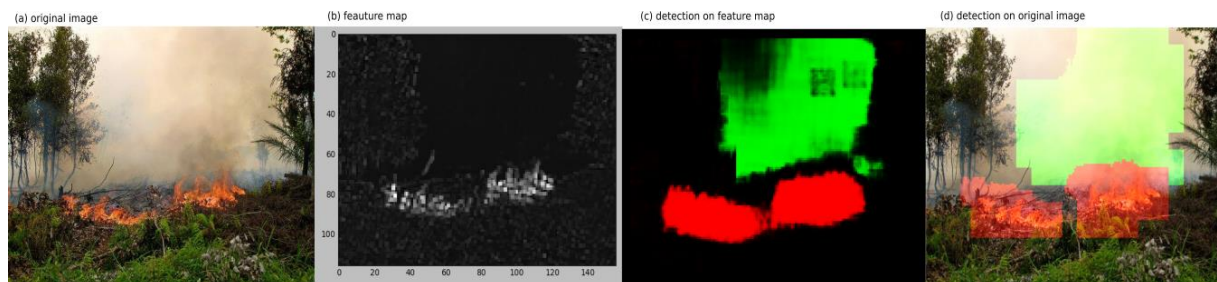 (a) original image
(b) feauture map
(c) detection on feature map
(d) detection on original image
0
20
40
60
80
100
0 20 40 60 80 100 120 140